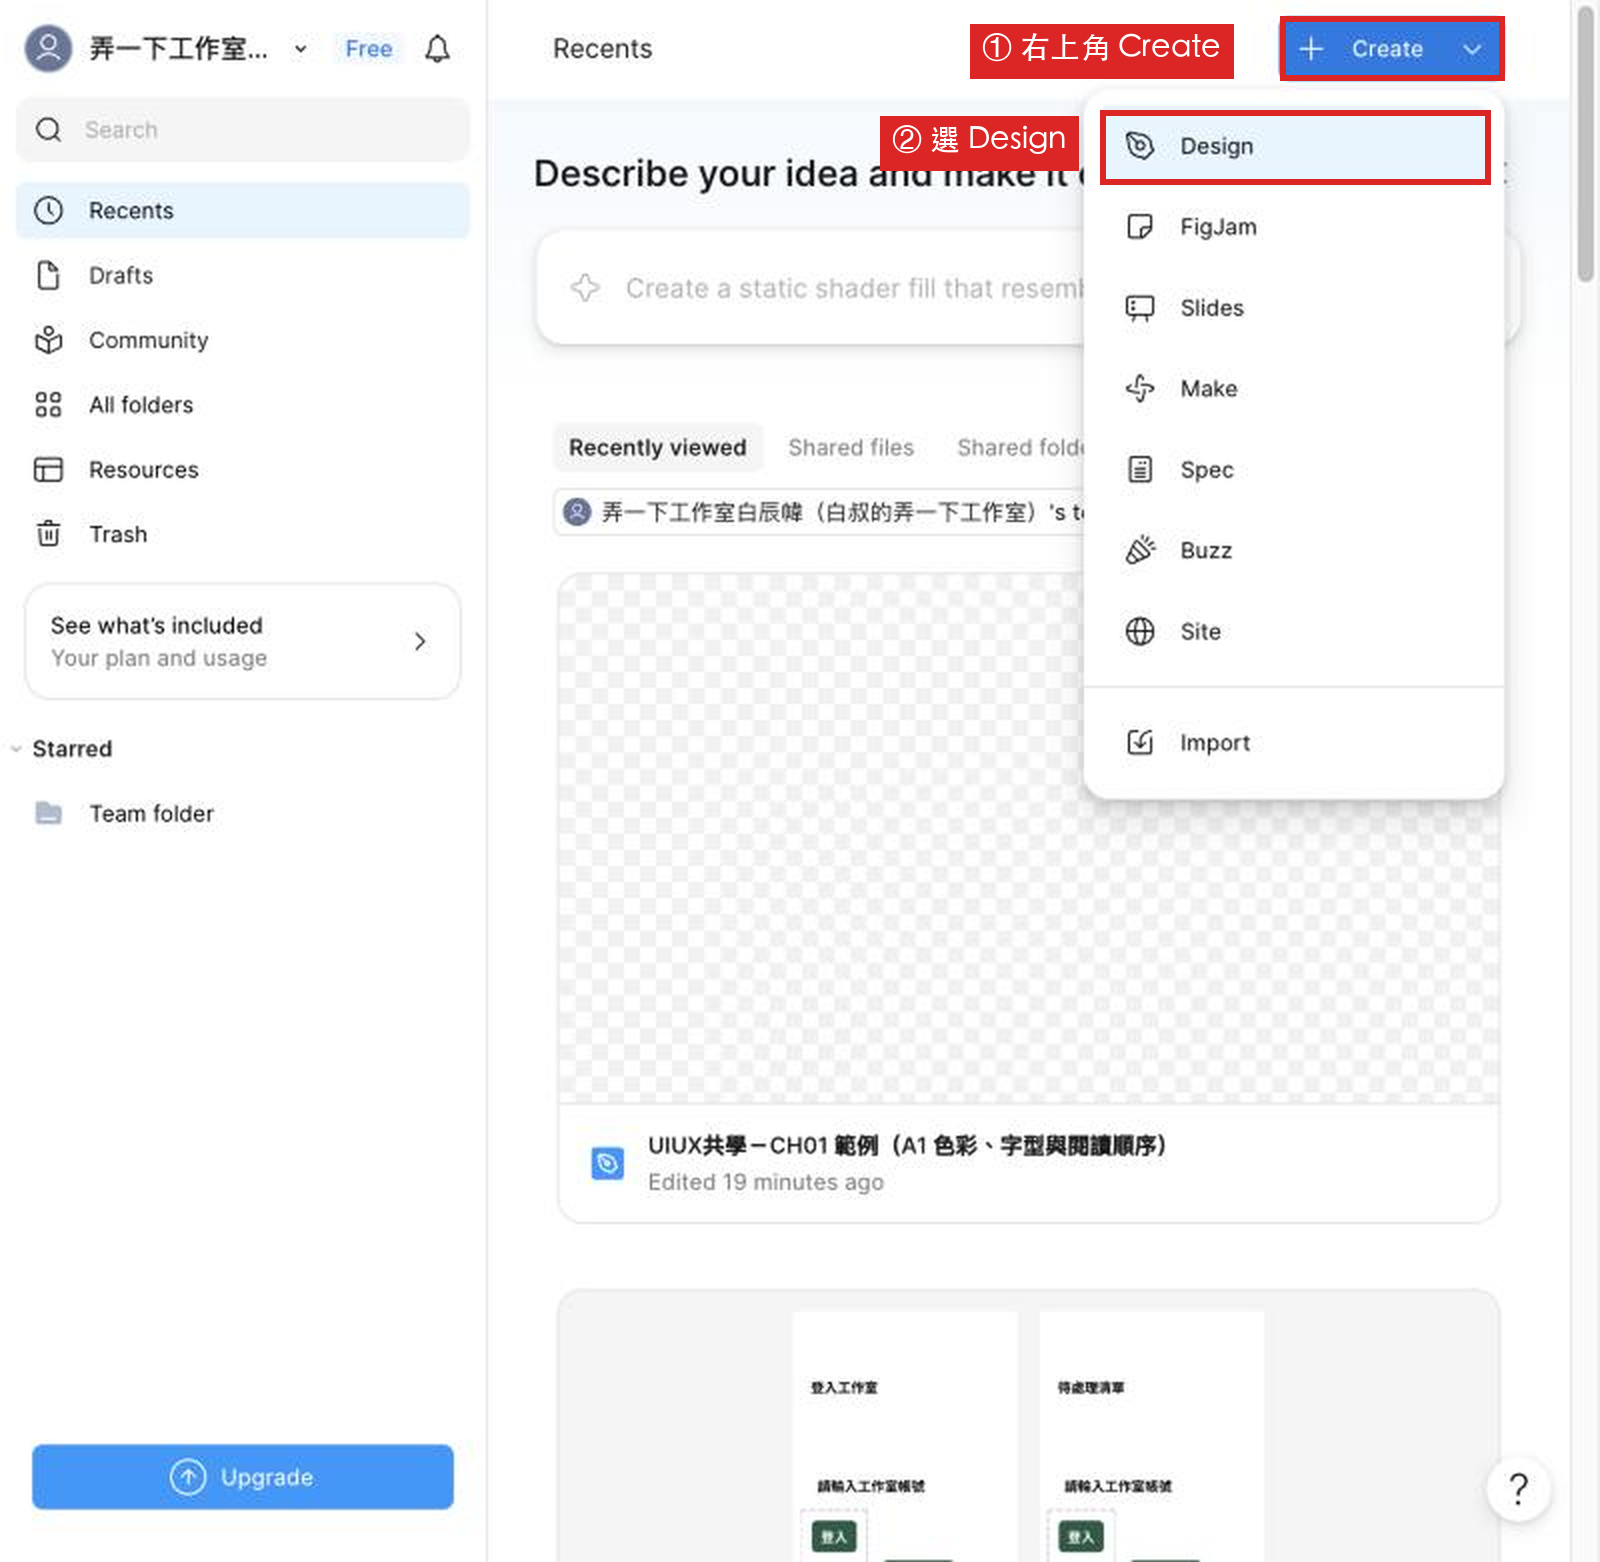 弄一下工作室...
Free
Search
Recents
Drafts
Community
All folders
Resources
Trash
See what's included
Your plan and usage
Starred
Team folder
Upgrade
Recents
① 右上角 Create
Create
② 選 Design
Describe your idea and make it
Create a static shader fill that resemb
Design
FigJam
Slides
Make
Spec
Buzz
Site
Import
Recently viewed
Shared files
Shared folde
弄一下工作室白辰幃（白叔的弄一下工作室）'s t
UIUX共學－CH01 範例（A1 色彩、字型與閱讀順序）
Edited 19 minutes ago
登入工作室
待處理清單
請輸入工作室帳號
請輸入工作室帳號
登入
登入
?